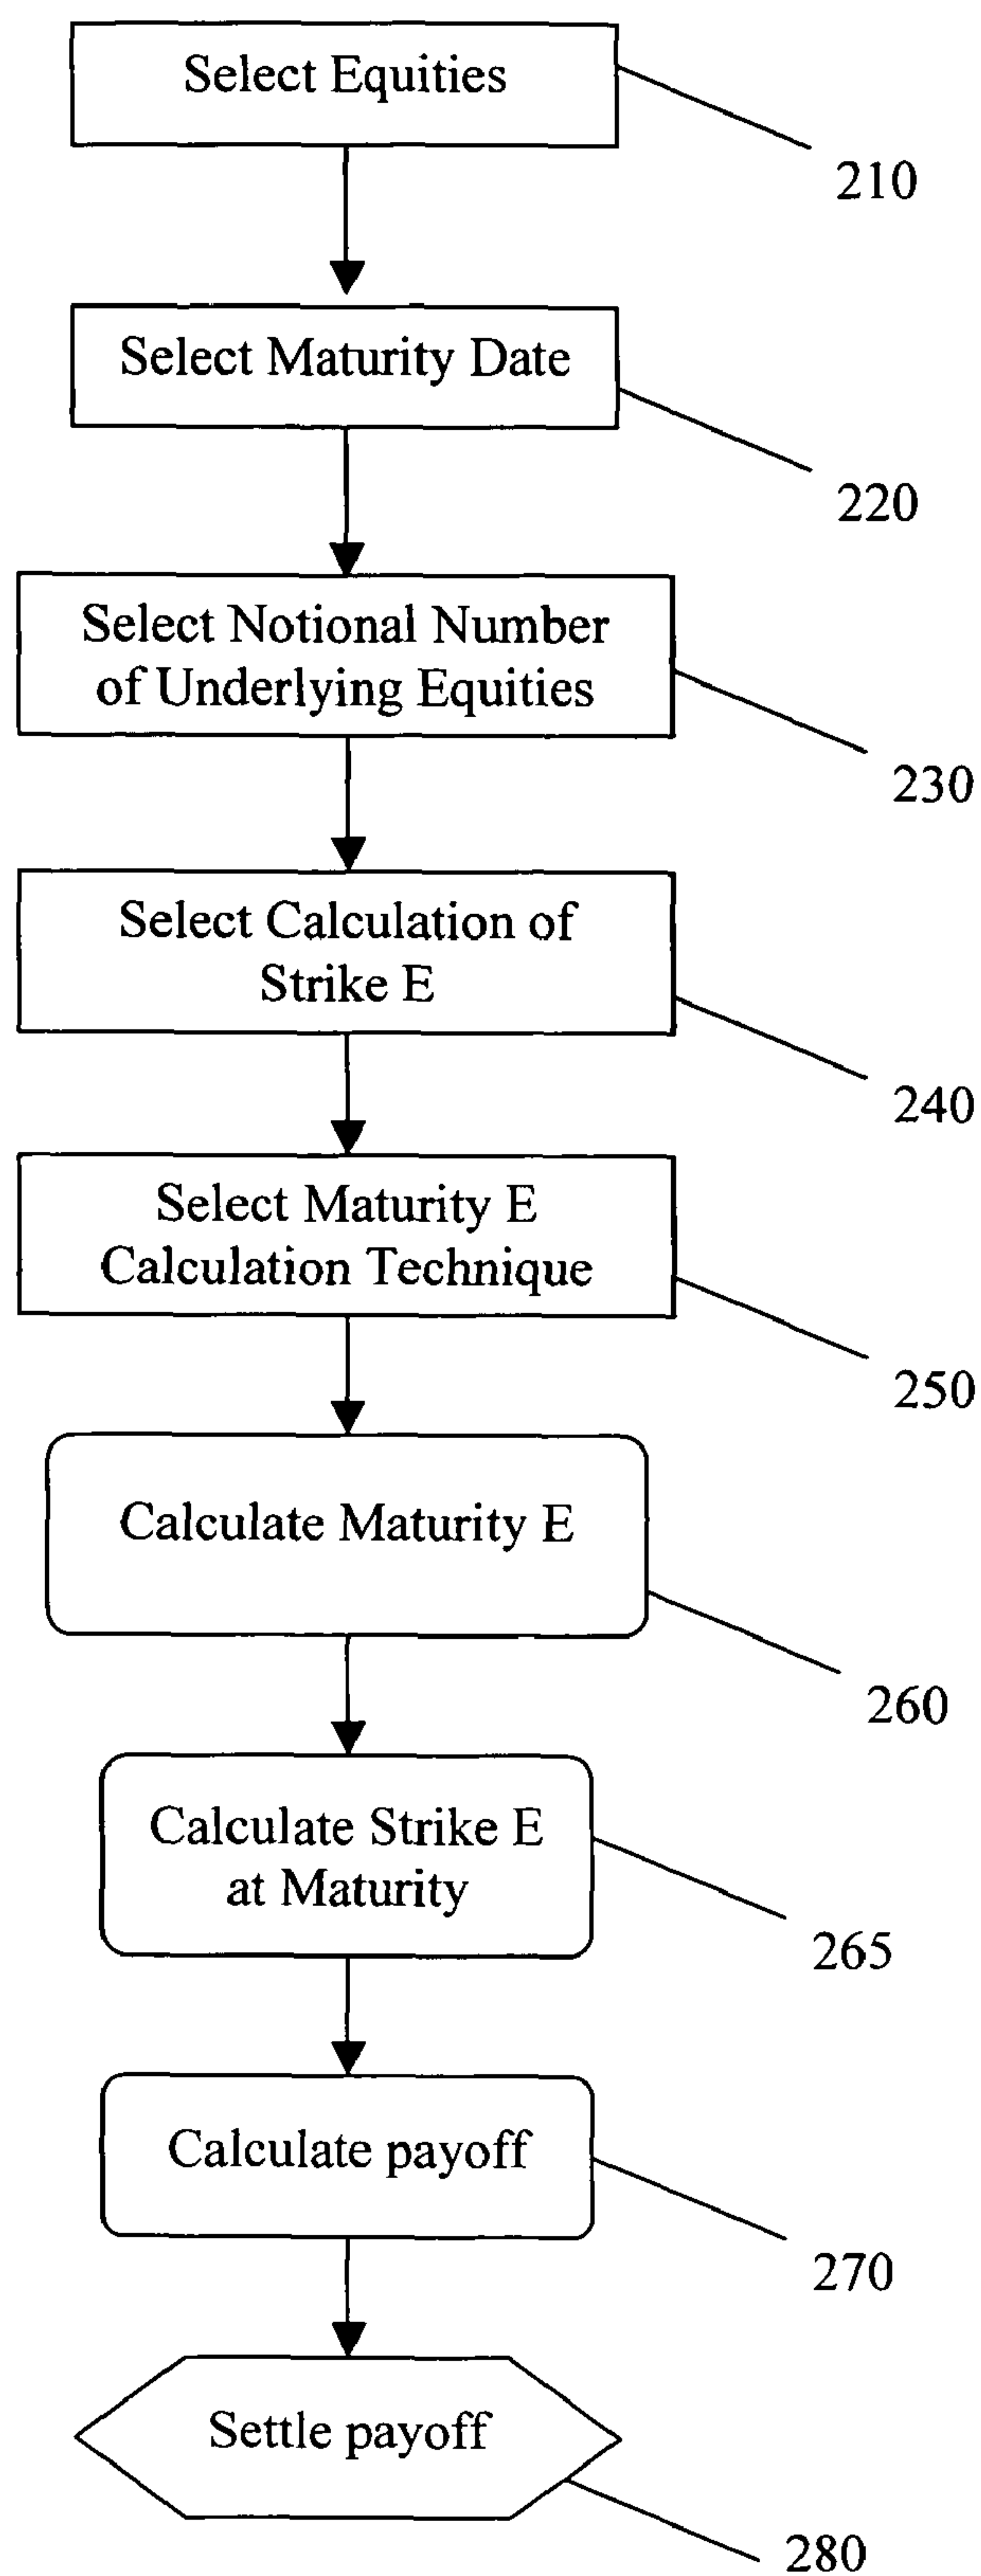 Select Equities
210
Select Maturity Date
220
Select Notional Number
of Underlying Equities
230
Select Calculation of
Strike E
240
Select Maturity E
Calculation Technique
250
Calculate Maturity E
260
Calculate Strike E
at Maturity
265
Calculate payoff
270
Settle payoff
280